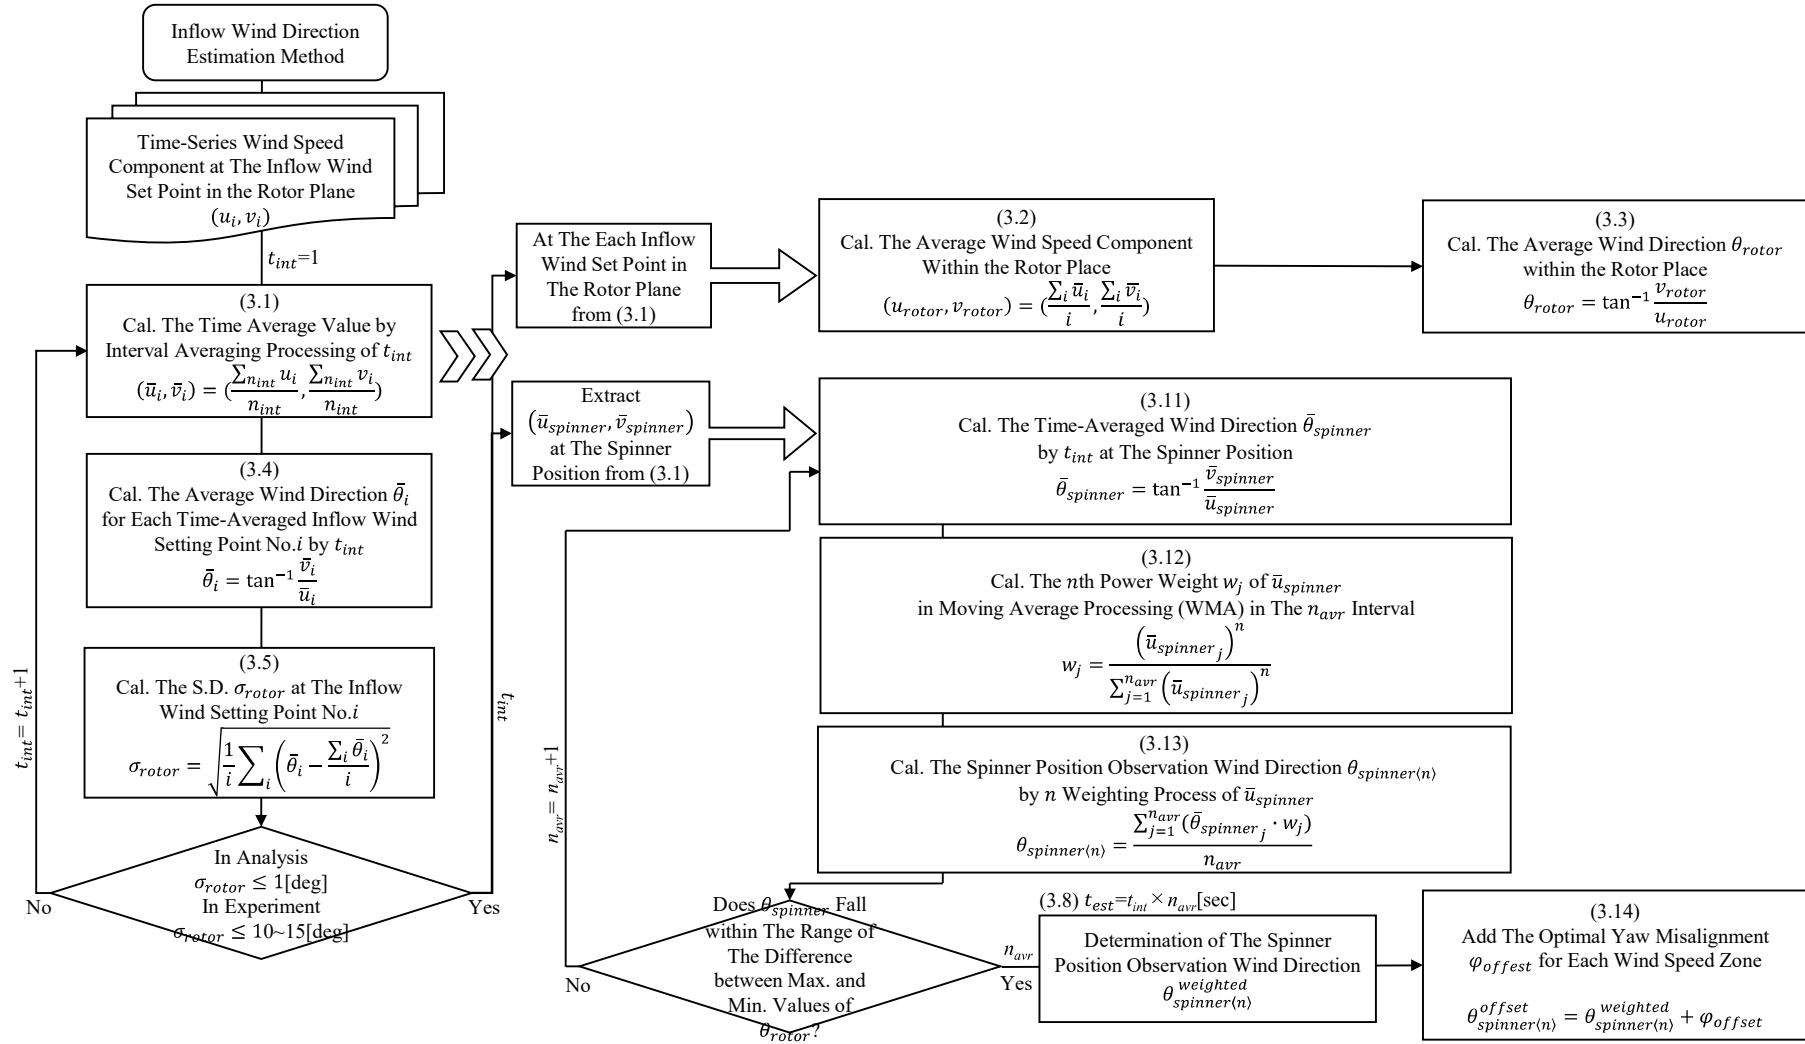 Inflow Wind Direction
Estimation Method
Time-Series Wind Speed
Component at The Inflow Wind
Set Point in the Rotor Plane
(u_i, v_i)
t_int=1
(3.1)
Cal. The Time Average Value by
Interval Averaging Processing of t_int
(ū_i, v̄_i) = (∑_{n_int} u_i / n_int, ∑_{n_int} v_i / n_int)
(3.4)
Cal. The Average Wind Direction θ̄_i
for Each Time-Averaged Inflow Wind
Setting Point No.i by t_int
θ̄_i = tan⁻¹ v̄_i / ū_i
(3.5)
Cal. The S.D. σ_rotor at The Inflow
Wind Setting Point No.i
σ_rotor = √(1/i ∑_i (θ̄_i − ∑_i θ̄_i / i)²)
In Analysis
σ_rotor ≤ 1[deg]
In Experiment
σ_rotor ≤ 10~15[deg]
No
Yes
t_int= t_int+1
t_int
At The Each Inflow
Wind Set Point in
The Rotor Plane
from (3.1)
(3.2)
Cal. The Average Wind Speed Component
Within the Rotor Place
(u_rotor, v_rotor) = (∑_i ū_i / i, ∑_i v̄_i / i)
(3.3)
Cal. The Average Wind Direction θ_rotor
within the Rotor Place
θ_rotor = tan⁻¹ v_rotor / u_rotor
Extract
(ū_spinner, v̄_spinner)
at The Spinner
Position from (3.1)
(3.11)
Cal. The Time-Averaged Wind Direction θ̄_spinner
by t_int at The Spinner Position
θ̄_spinner = tan⁻¹ v̄_spinner / ū_spinner
(3.12)
Cal. The nth Power Weight w_j of ū_spinner
in Moving Average Processing (WMA) in The n_avr Interval
w_j = (ū_spinner_j)^n / ∑_{j=1}^{n_avr} (ū_spinner_j)^n
(3.13)
Cal. The Spinner Position Observation Wind Direction θ_spinner⟨n⟩
by n Weighting Process of ū_spinner
θ_spinner⟨n⟩ = ∑_{j=1}^{n_avr} (θ̄_spinner_j · w_j) / n_avr
n_avr= n_avr+1
Does θ_spinner Fall
within The Range of
The Difference
between Max. and
Min. Values of
θ_rotor?
No
n_avr
Yes
(3.8) t_est=t_int × n_avr[sec]
Determination of The Spinner
Position Observation Wind Direction
θ_spinner⟨n⟩^weighted
(3.14)
Add The Optimal Yaw Misalignment
φ_offest for Each Wind Speed Zone
θ_spinner⟨n⟩^offset = θ_spinner⟨n⟩^weighted + φ_offset